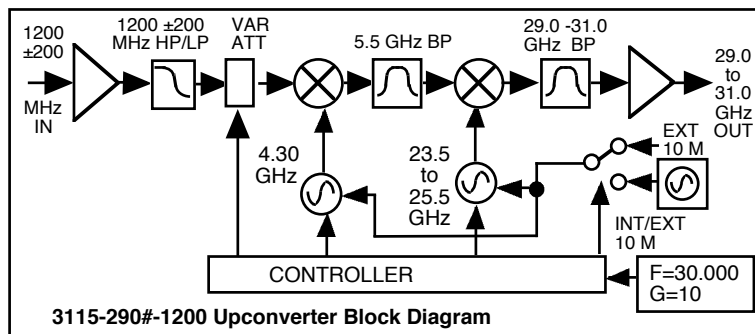 1200
±200
MHz
IN
1200 ±200
MHz HP/LP
VAR
ATT
5.5 GHz BP
29.0 -31.0
GHz BP
29.0
to
31.0
GHz
OUT
4.30
GHz
23.5
to
25.5
GHz
EXT
10 M
INT/EXT
10 M
CONTROLLER
F=30.000
G=10
3115-290#-1200 Upconverter Block Diagram